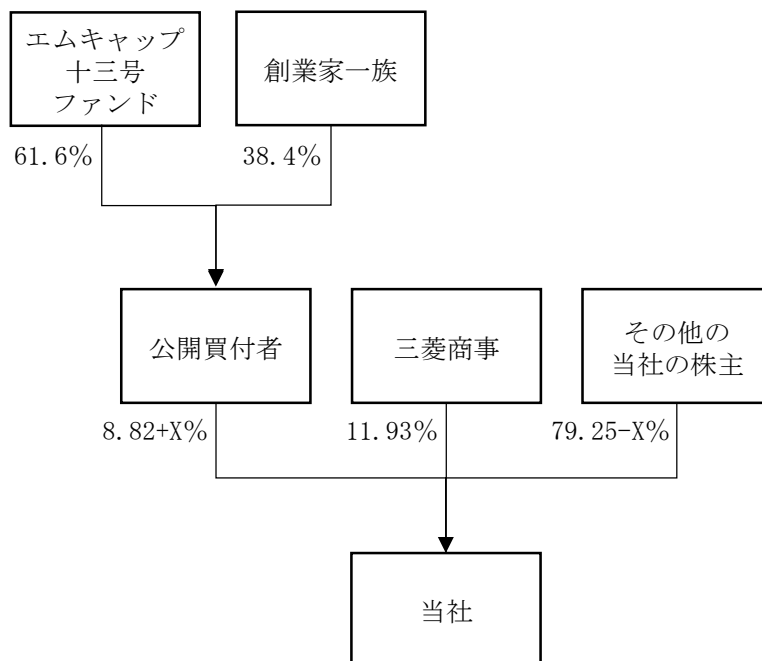 エムキャップ
十三号
ファンド
創業家一族
61.6%
38.4%
公開買付者
三菱商事
その他の
当社の株主
8.82+X%
11.93%
79.25-X%
当社